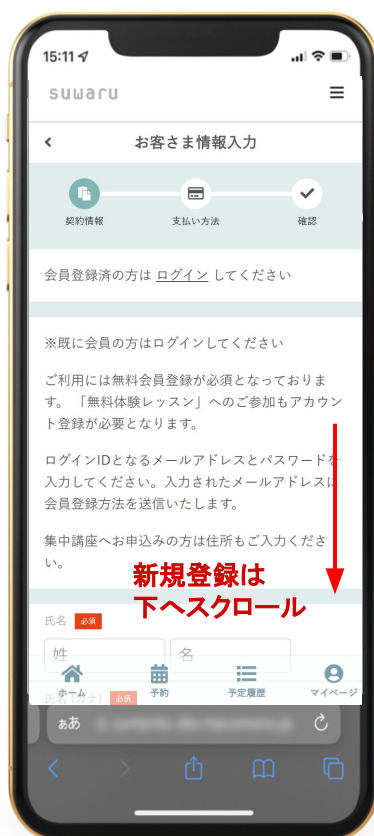 15:11
suwaru
お客さま情報入力
契約情報
支払い方法
確認
会員登録済の方は ログイン してください
※既に会員の方はログインしてください
ご利用には無料会員登録が必須となっておりま
す。 「無料体験レッスン」へのご参加もアカウン
ト登録が必要となります。
ログインIDとなるメールアドレスとパスワードを
入力してください。入力されたメールアドレスに
会員登録方法を送信いたします。
集中講座へお申込みの方は住所もご入力くださ
い。
新規登録は
下へスクロール
氏名 必須
姓
名
氏名 (カナ) 必須
ホーム
予約
予定履歴
マイページ
ぁあ